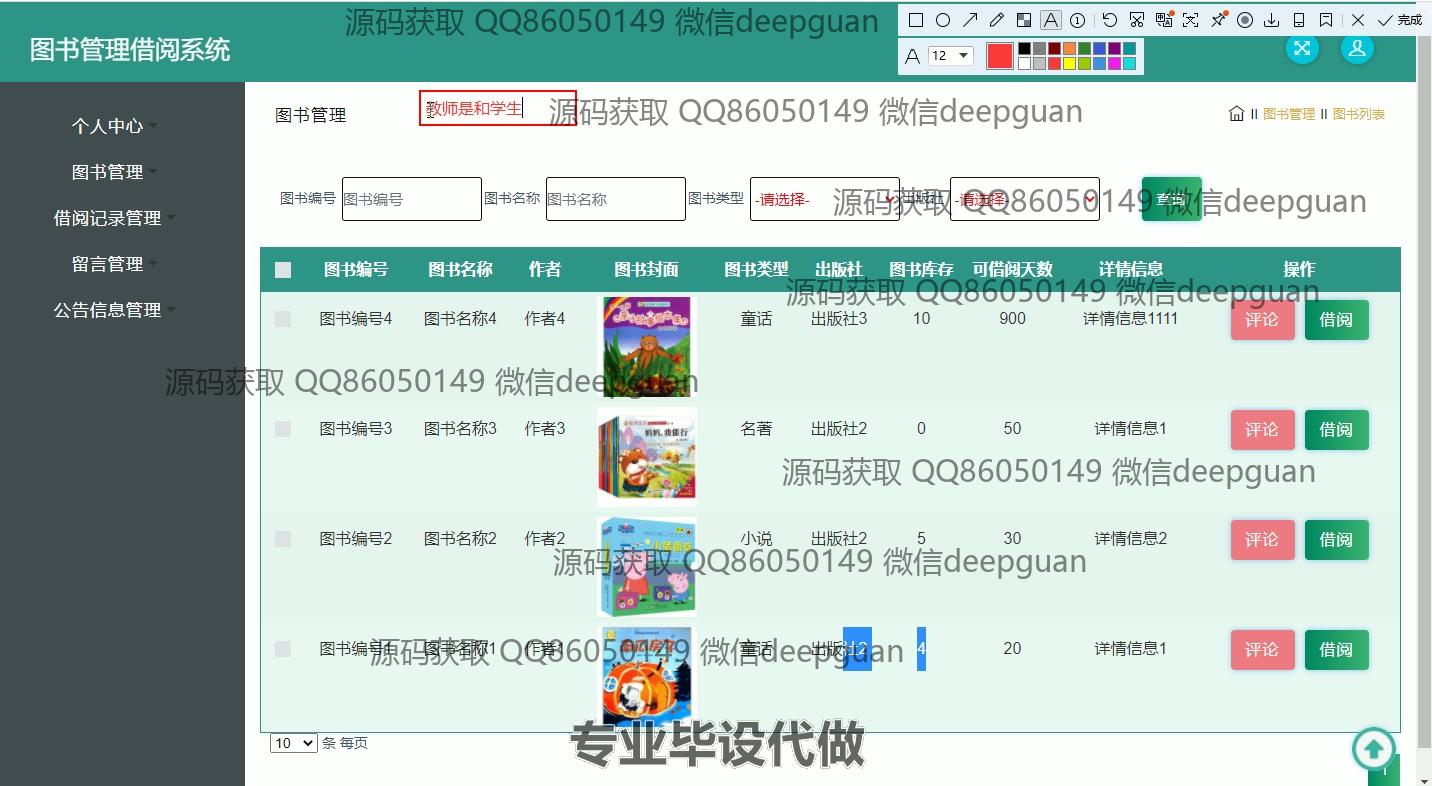 源码获取 QQ86050149 微信deepguan
完成
图书管理借阅系统
12
个人中心
图书管理
借阅记录管理
留言管理
公告信息管理
图书管理
教师是和学生
源码获取 QQ86050149 微信deepguan
图书管理 图书列表
图书编号 图书编号 图书名称 图书名称 图书类型 -请选择- 出版社 -请选择- 查询
源码获取 QQ86050149 微信deepguan
图书编号 图书名称 作者 图书封面 图书类型 出版社 图书库存 可借阅天数 详情信息 操作
源码获取 QQ86050149 微信deepguan
图书编号4 图书名称4 作者4 童话 出版社3 10 900 详情信息1111 评论 借阅
源码获取 QQ86050149 微信deepguan
图书编号3 图书名称3 作者3 名著 出版社2 0 50 详情信息1 评论 借阅
妈妈,我能行
源码获取 QQ86050149 微信deepguan
图书编号2 图书名称2 作者2 小说 出版社2 5 30 详情信息2 评论 借阅
源码获取 QQ86050149 微信deepguan
图书编号1 图书名称1 作者1 童话 出版社2 4 20 详情信息1 评论 借阅
源码获取 QQ86050149 微信deepguan
专业毕设代做
10 条 每页
1